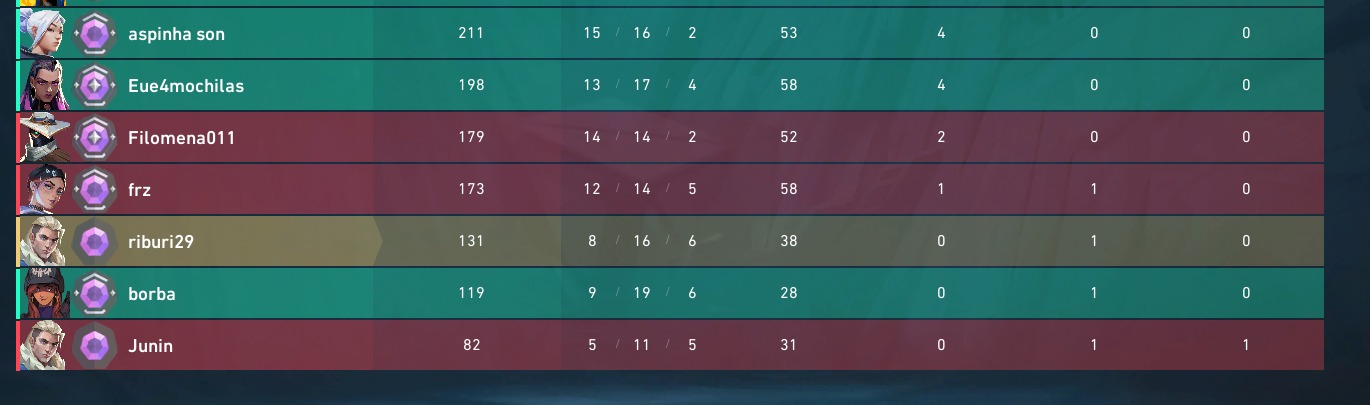 aspinha son 211 15 / 16 / 2 53 4 0 0
Eue4mochilas 198 13 / 17 / 4 58 4 0 0
Filomena011 179 14 / 14 / 2 52 2 0 0
frz 173 12 / 14 / 5 58 1 1 0
riburi29 131 8 / 16 / 6 38 0 1 0
borba 119 9 / 19 / 6 28 0 1 0
Junin 82 5 / 11 / 5 31 0 1 1